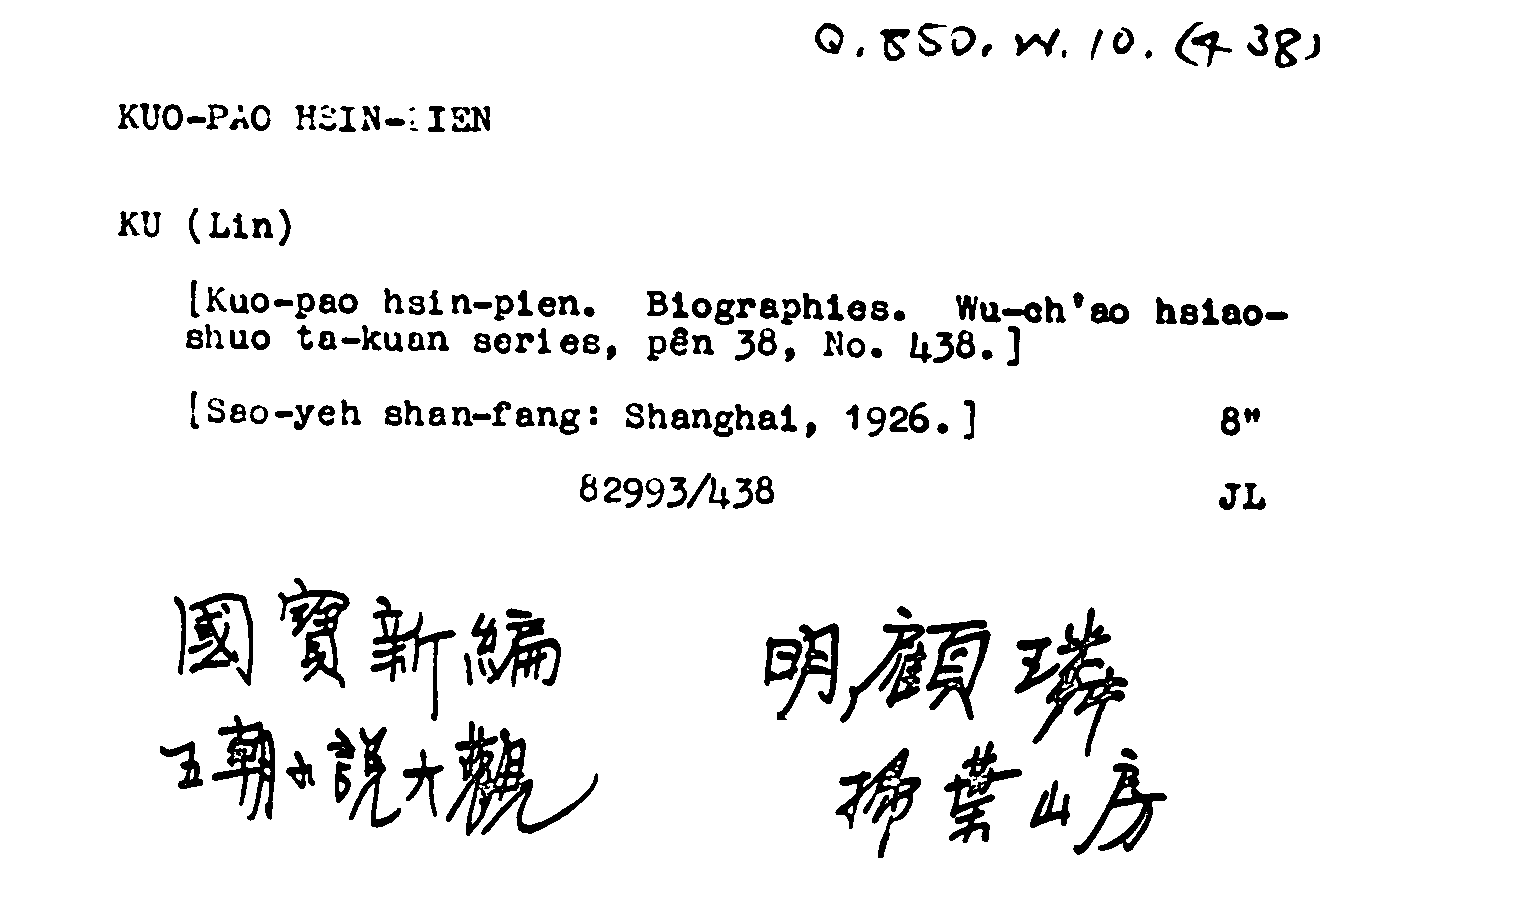 Q.850.W.10.(438)
KUO-PAO HSIN-PIEN
KU (Lin)
[Kuo-pao hsin-pien. Biographies. Wu-ch'ao hsiao-
shuo ta-kuan series, pên 38, No. 438.]
[Sao-yeh shan-fang: Shanghai, 1926.] 8"
82993/438 JL
國寶新編 明顧璘
五朝小説大觀 掃葉山房